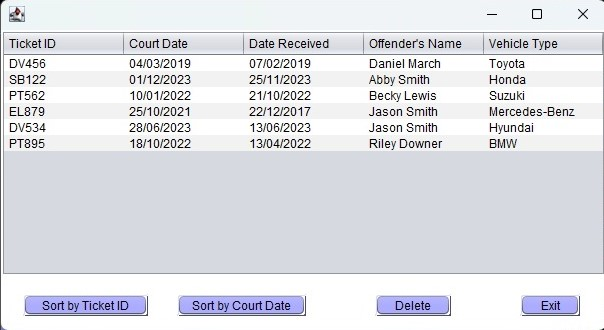 Ticket ID Court Date Date Received Offender's Name Vehicle Type
DV456 04/03/2019 07/02/2019 Daniel March Toyota
SB122 01/12/2023 25/11/2023 Abby Smith Honda
PT562 10/01/2022 21/10/2022 Becky Lewis Suzuki
EL879 25/10/2021 22/12/2017 Jason Smith Mercedes-Benz
DV534 28/06/2023 13/06/2023 Jason Smith Hyundai
PT895 18/10/2022 13/04/2022 Riley Downer BMW
Sort by Ticket ID Sort by Court Date Delete Exit